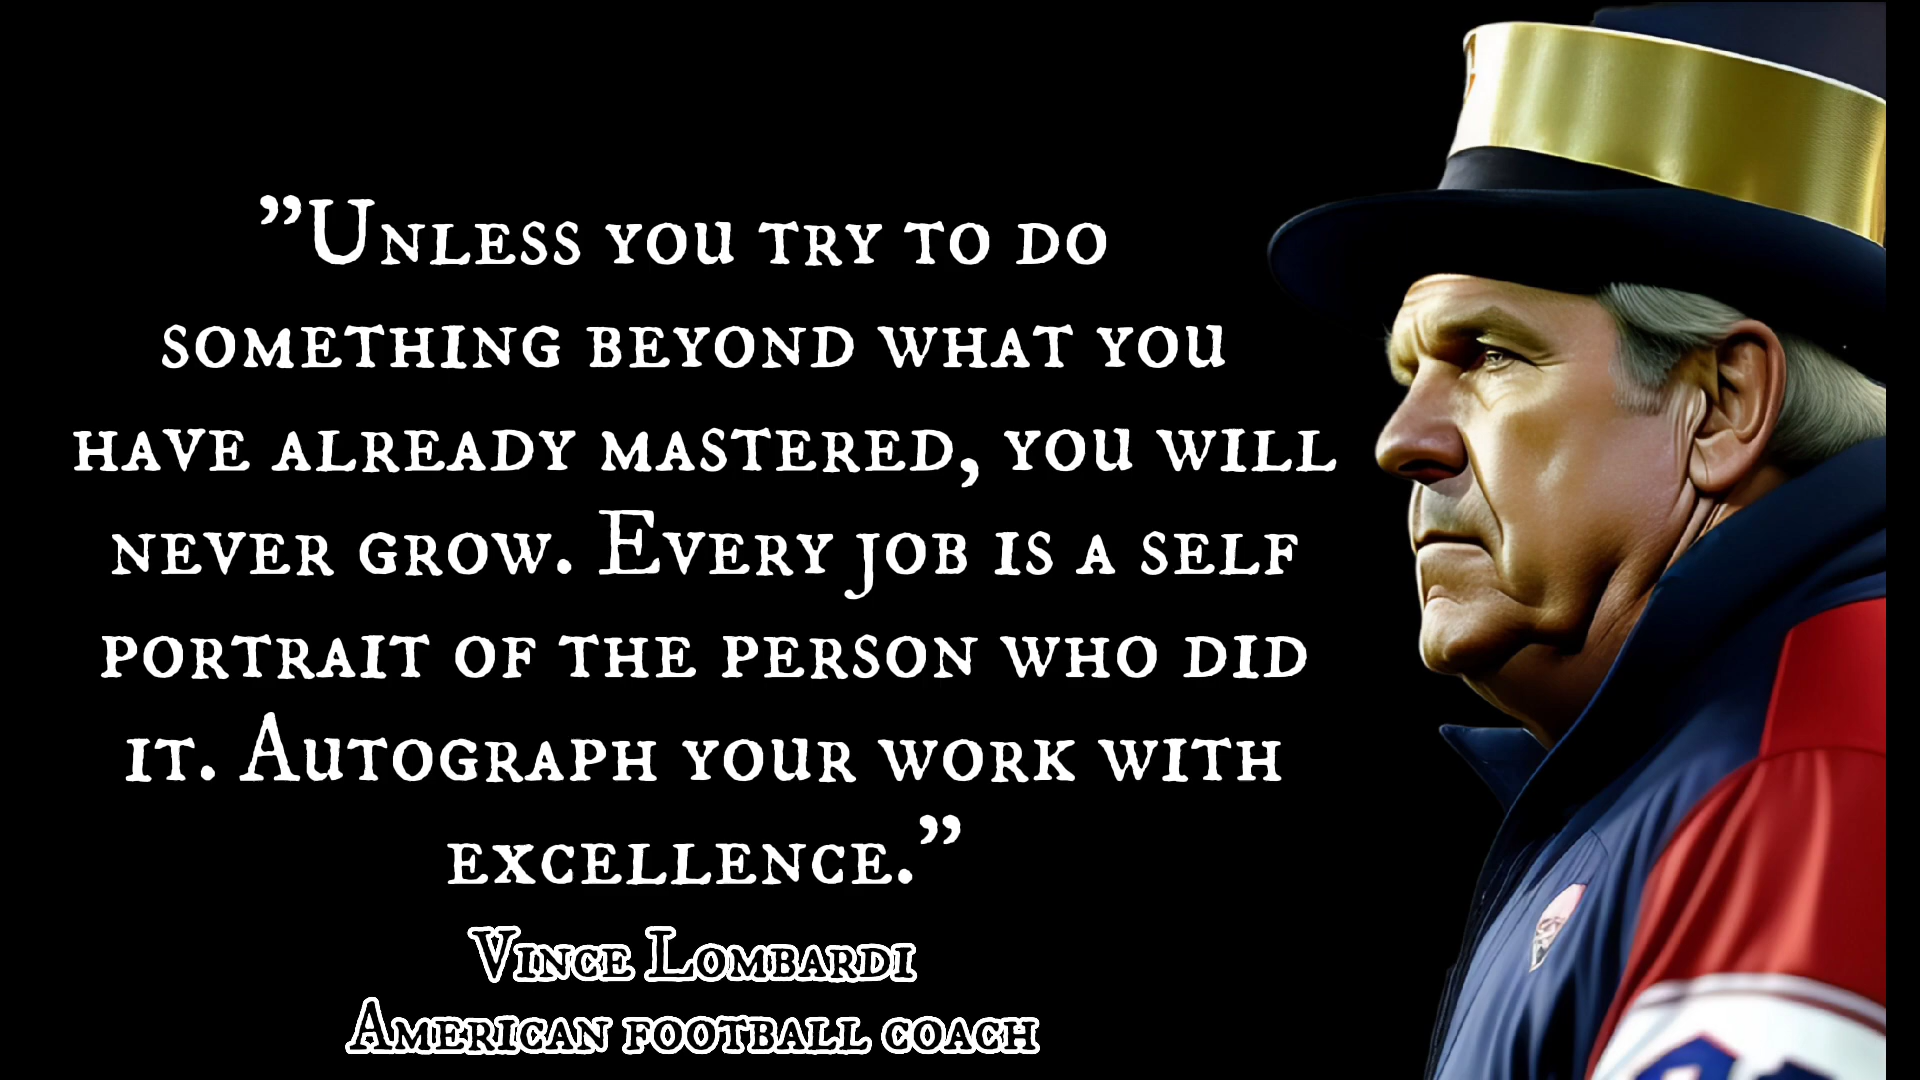 ”Unless you try to do
something beyond what you
have already mastered, you will
never grow. Every job is a self
portrait of the person who did
it. Autograph your work with
excellence.”
Vince Lombardi
American football coach